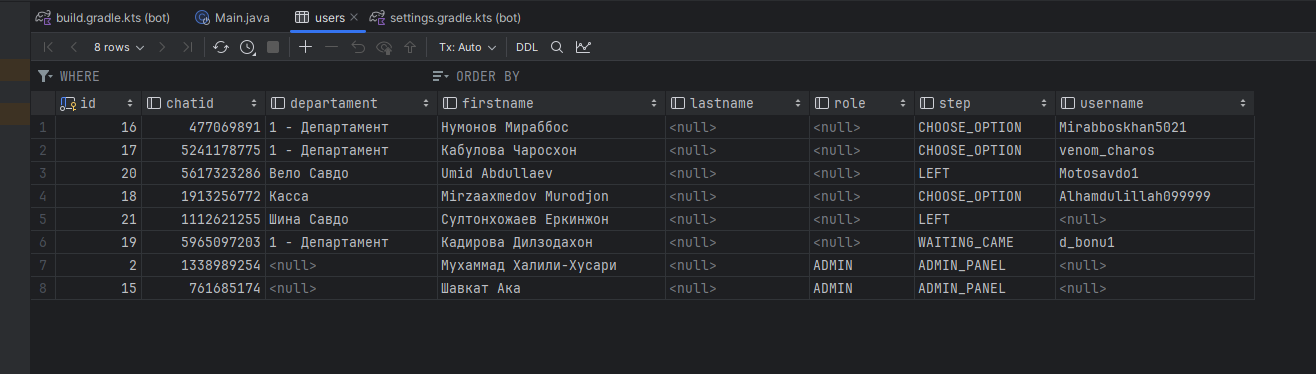 build.gradle.kts (bot) Main.java users settings.gradle.kts (bot)
8 rows Tx: Auto DDL
WHERE ORDER BY
id chatid departament firstname lastname role step username
1 16 477069891 1 - Департамент Нумонов Мираббос <null> <null> CHOOSE_OPTION Mirabboskhan5021
2 17 5241178775 1 - Департамент Кабулова Чаросхон <null> <null> CHOOSE_OPTION venom_charos
3 20 5617323286 Вело Савдо Umid Abdullaev <null> <null> LEFT Motosavdo1
4 18 1913256772 Касса Mirzaaxmedov Murodjon <null> <null> CHOOSE_OPTION Alhamdulillah099999
5 21 1112621255 Шина Савдо Султонхожаев Еркинжон <null> <null> LEFT <null>
6 19 5965097203 1 - Департамент Кадирова Дилзодахон <null> <null> WAITING_CAME d_bonu1
7 2 1338989254 <null> Мухаммад Халили-Хусари <null> ADMIN ADMIN_PANEL <null>
8 15 761685174 <null> Шавкат Ака <null> ADMIN ADMIN_PANEL <null>